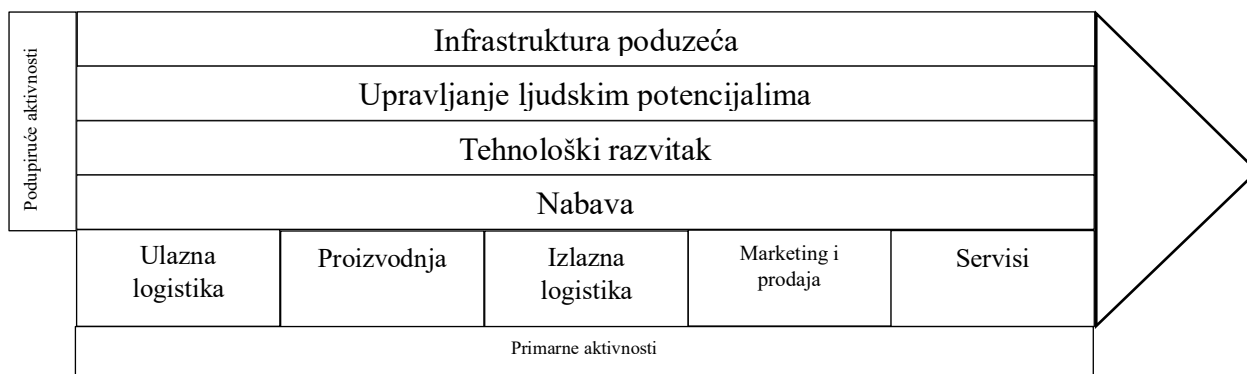 Podupiruće aktivnosti
Infrastruktura poduzeća
Upravljanje ljudskim potencijalima
Tehnološki razvitak
Nabava
Ulazna
logistika
Proizvodnja
Izlazna
logistika
Marketing i
prodaja
Servisi
Primarne aktivnosti